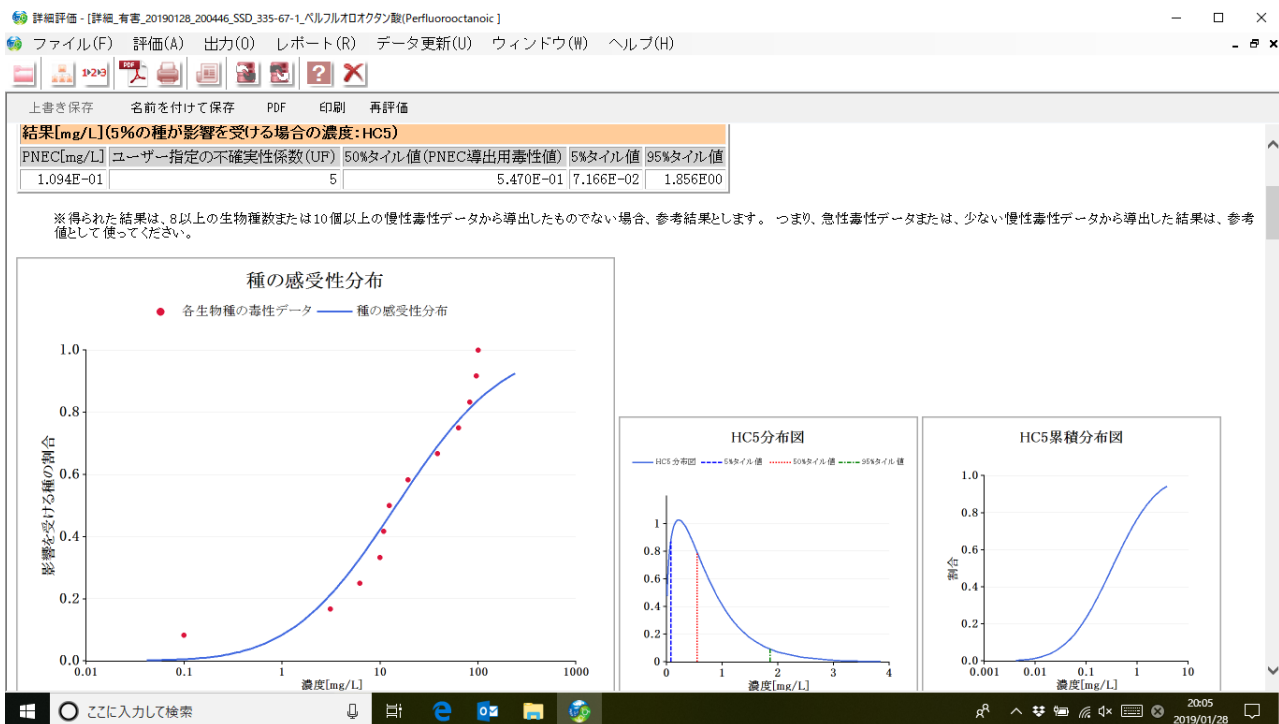 詳細評価 - [詳細_有害_20190128_200446_SSD_335-67-1_ペルフルオロオクタン酸(Perfluorooctanoic ]
ファイル(F) 評価(A) 出力(O) レポート(R) データ更新(U) ウィンドウ(W) ヘルプ(H)
1▸2▸3 PDF
上書き保存 名前を付けて保存 PDF 印刷 再評価
結果[mg/L](5%の種が影響を受ける場合の濃度:HC5)
PNEC[mg/L] ユーザー指定の不確実性係数(UF) 50%タイル値(PNEC導出用毒性値) 5%タイル値 95%タイル値
1.094E-01 5 5.470E-01 7.166E-02 1.856E00
※得られた結果は、8以上の生物種数または10個以上の慢性毒性データから導出したものでない場合、参考結果とします。 つまり、急性毒性データまたは、少ない慢性毒性データから導出した結果は、参考
値として使ってください。
種の感受性分布
各生物種の毒性データ 種の感受性分布
影響を受ける種の割合
1.0
0.8
0.6
0.4
0.2
0.0
0.01 0.1 1 10 100 1000
濃度[mg/L]
HC5分布図
HC5 分布図 5%タイル値 50%タイル値 95%タイル値
1
0.8
0.6
0.4
0.2
0
0 1 2 3 4
濃度[mg/L]
HC5累積分布図
割合
1.0
0.8
0.6
0.4
0.2
0.0
0.001 0.01 0.1 1 10
濃度[mg/L]
ここに入力して検索
20:05
2019/01/28